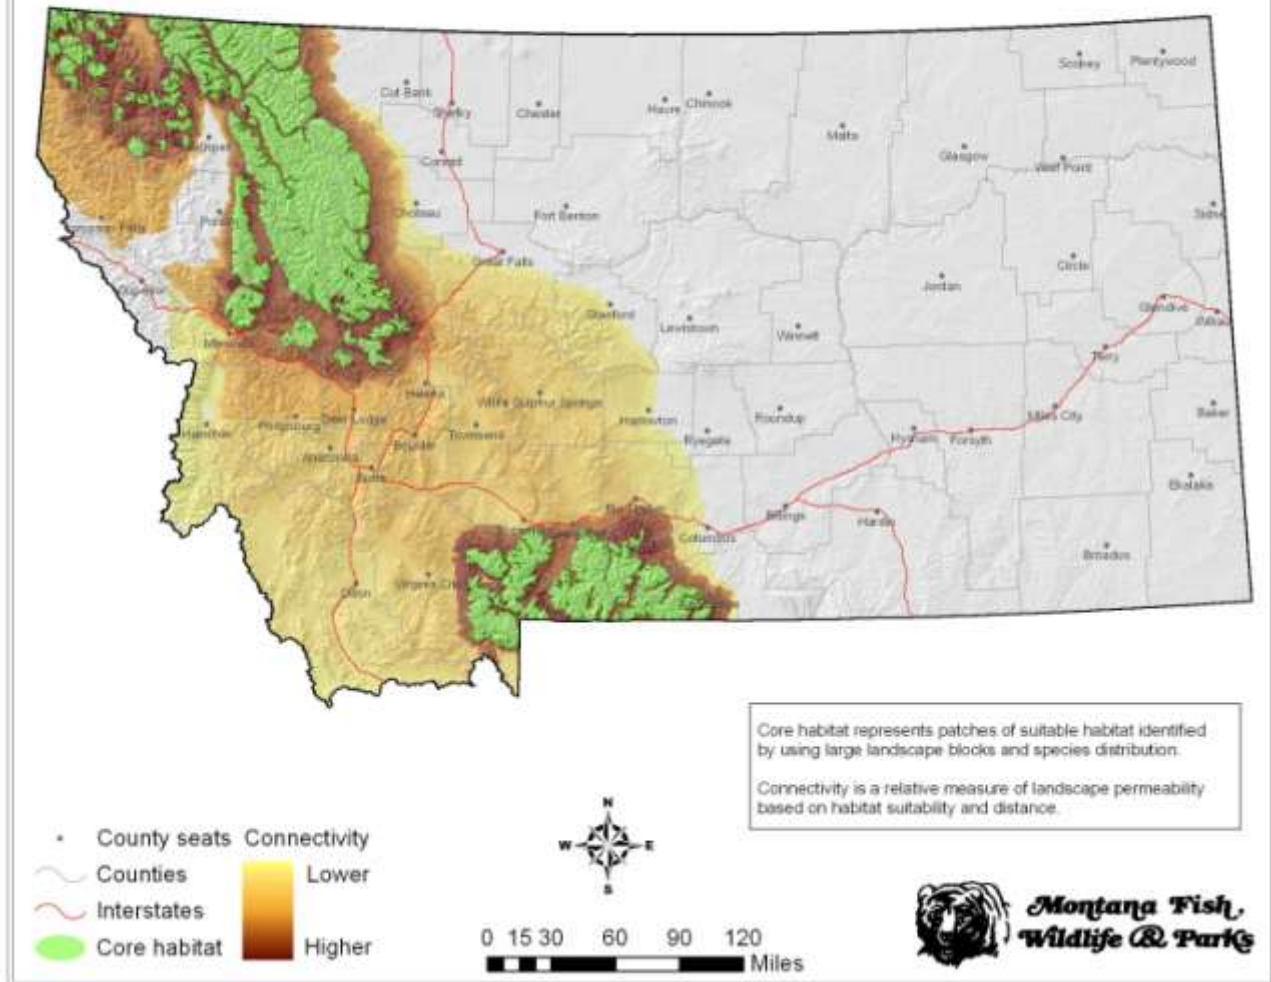 Scobey
Plentywood
Cut Bank
Shelby
Chester
Havre
Chinook
Malta
Glasgow
Wolf Point
Conrad
Choteau
Fort Benton
Great Falls
Circle
Jordan
Glendive
Stanford
Lewistown
Winnett
Terry
Helena
White Sulphur Springs
Harlowton
Roundup
Miles City
Baker
Philipsburg
Deer Lodge
Hamilton
Boulder
Townsend
Ryegate
Hysham
Forsyth
Anaconda
Butte
Ekalaka
Billings
Hardin
Columbus
Broadus
Dillon
Virginia City
Core habitat represents patches of suitable habitat identified
by using large landscape blocks and species distribution.
Connectivity is a relative measure of landscape permeability
based on habitat suitability and distance.
N
W E
S
County seats Connectivity
Counties Lower
Interstates
Core habitat Higher
0 15 30 60 90 120
Miles
Montana Fish,
Wildlife & Parks